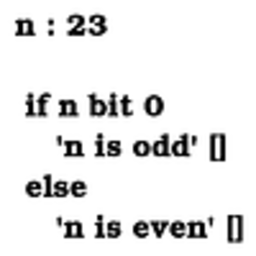 n : 23
if n bit 0
'n is odd' []
else
'n is even' []